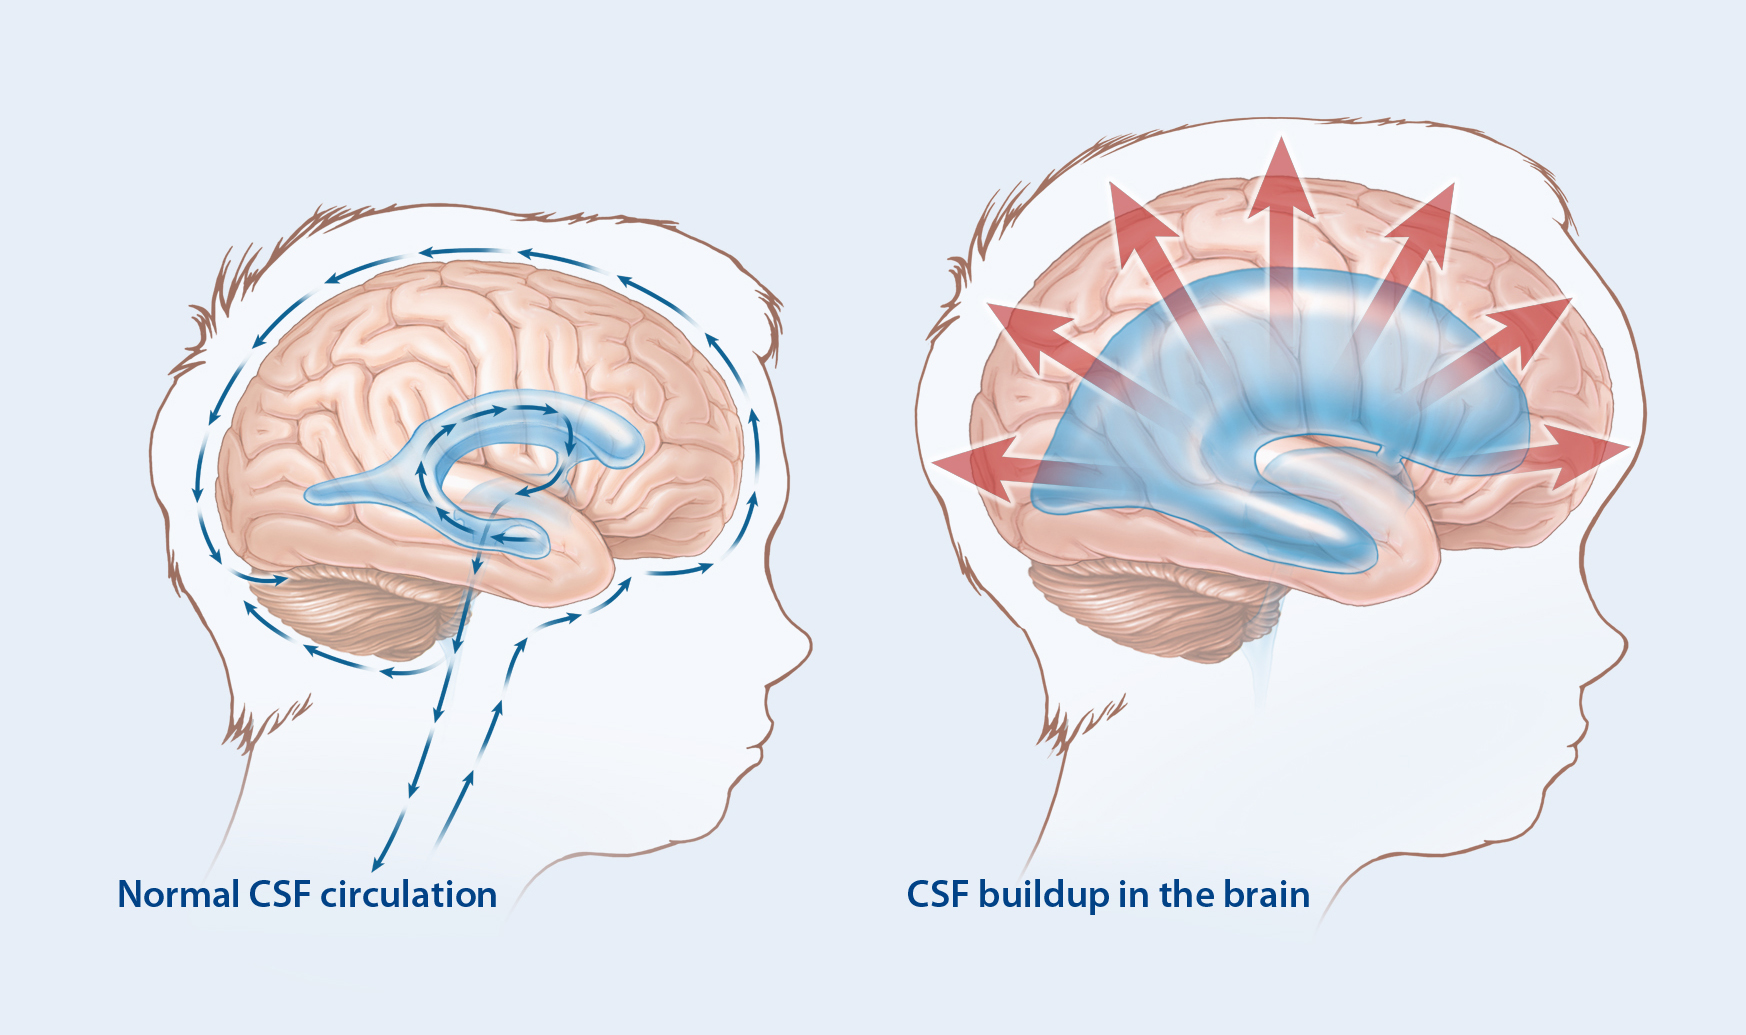 Normal CSF circulation
CSF buildup in the brain